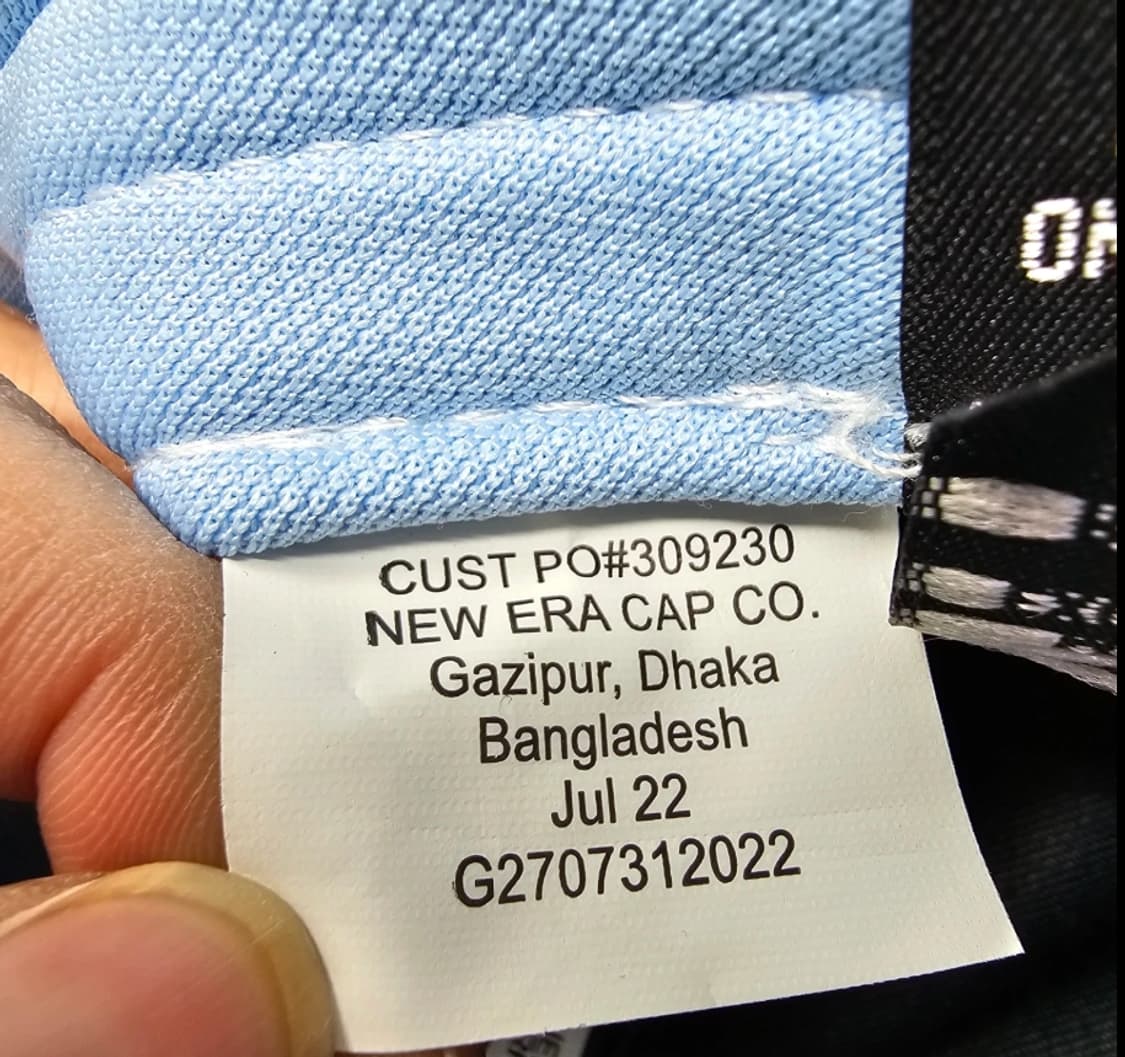 CUST PO#309230
NEW ERA CAP CO.
Gazipur, Dhaka
Bangladesh
Jul 22
G2707312022